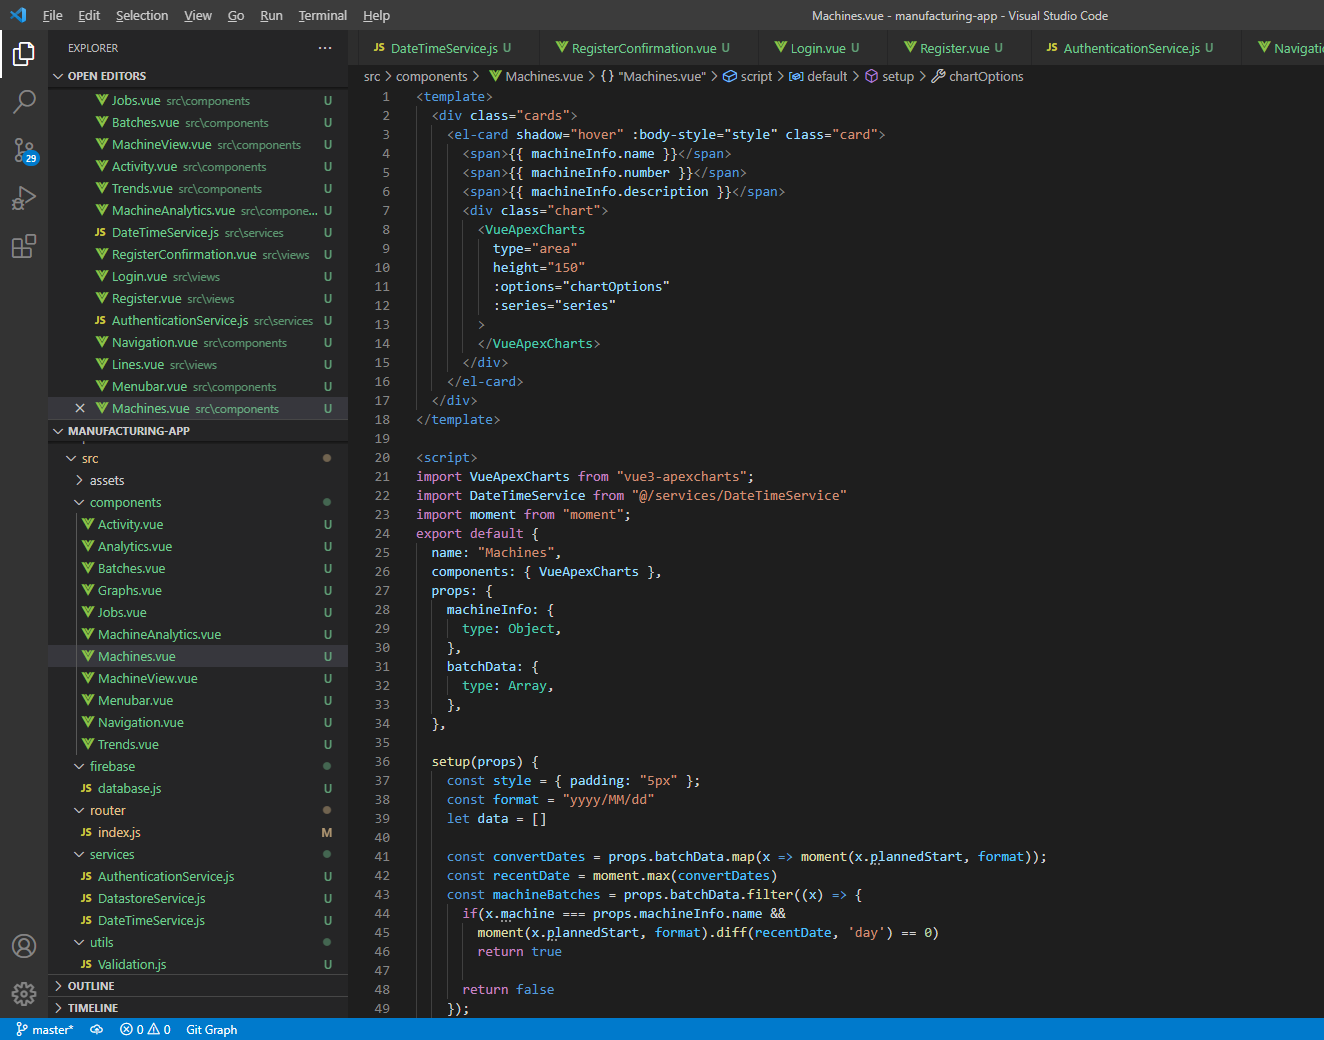 File Edit Selection View Go Run Terminal Help Machines.vue - manufacturing-app - Visual Studio Code
EXPLORER ...
OPEN EDITORS
Jobs.vue src\components U
Batches.vue src\components U
MachineView.vue src\components U
Activity.vue src\components U
Trends.vue src\components U
MachineAnalytics.vue src\compone... U
JS DateTimeService.js src\services U
RegisterConfirmation.vue src\views U
Login.vue src\views U
Register.vue src\views U
JS AuthenticationService.js src\services U
Navigation.vue src\components U
Lines.vue src\views U
Menubar.vue src\components U
Machines.vue src\components U
MANUFACTURING-APP
src
assets
components
Activity.vue U
Analytics.vue U
Batches.vue U
Graphs.vue U
Jobs.vue U
MachineAnalytics.vue U
Machines.vue U
MachineView.vue U
Menubar.vue U
Navigation.vue U
Trends.vue U
firebase
JS database.js U
router
JS index.js M
services
JS AuthenticationService.js U
JS DatastoreService.js U
JS DateTimeService.js U
utils
JS Validation.js U
OUTLINE
TIMELINE
29
JS DateTimeService.js U RegisterConfirmation.vue U Login.vue U Register.vue U JS AuthenticationService.js U Navigati
src > components > Machines.vue > {} "Machines.vue" > script > default > setup > chartOptions
1 <template>
2 <div class="cards">
3 <el-card shadow="hover" :body-style="style" class="card">
4 <span>{{ machineInfo.name }}</span>
5 <span>{{ machineInfo.number }}</span>
6 <span>{{ machineInfo.description }}</span>
7 <div class="chart">
8 <VueApexCharts
9 type="area"
10 height="150"
11 :options="chartOptions"
12 :series="series"
13 >
14 </VueApexCharts>
15 </div>
16 </el-card>
17 </div>
18 </template>
19
20 <script>
21 import VueApexCharts from "vue3-apexcharts";
22 import DateTimeService from "@/services/DateTimeService"
23 import moment from "moment";
24 export default {
25 name: "Machines",
26 components: { VueApexCharts },
27 props: {
28 machineInfo: {
29 type: Object,
30 },
31 batchData: {
32 type: Array,
33 },
34 },
35
36 setup(props) {
37 const style = { padding: "5px" };
38 const format = "yyyy/MM/dd"
39 let data = []
40
41 const convertDates = props.batchData.map(x => moment(x.plannedStart, format));
42 const recentDate = moment.max(convertDates)
43 const machineBatches = props.batchData.filter((x) => {
44 if(x.machine === props.machineInfo.name &&
45 moment(x.plannedStart, format).diff(recentDate, 'day') == 0)
46 return true
47
48 return false
49 });
master* 0 0 Git Graph